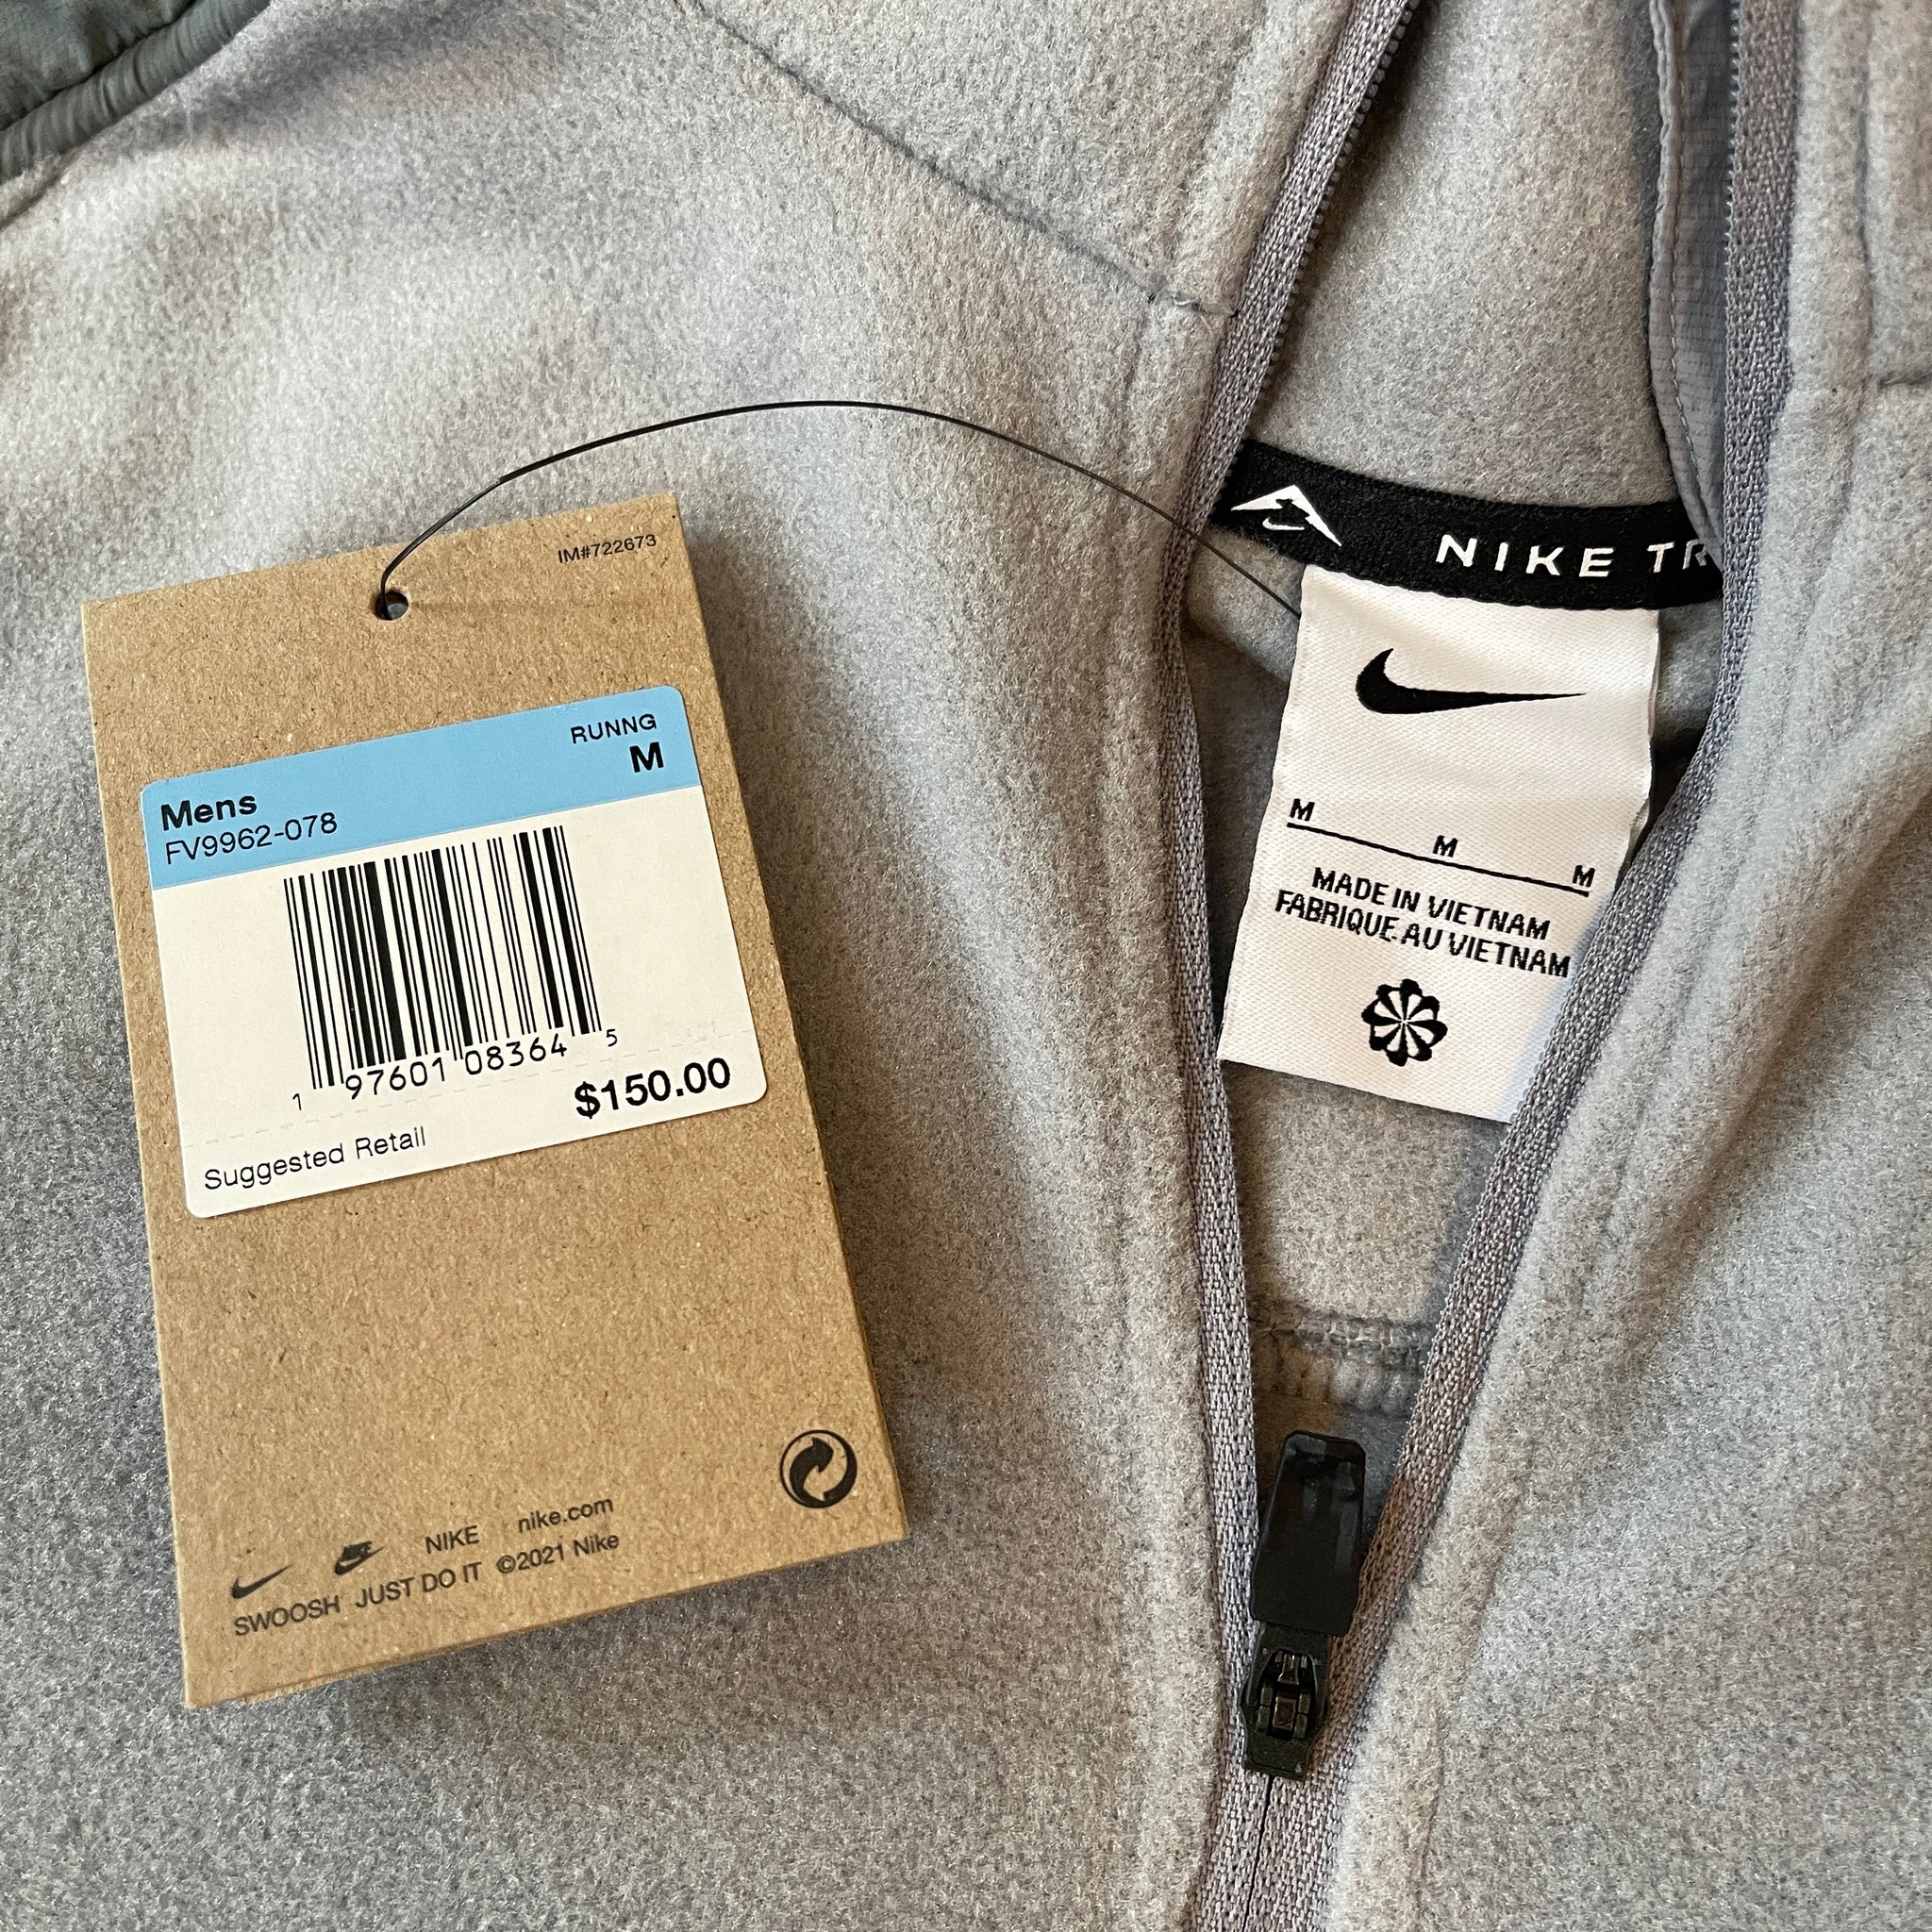 IM#722673
RUNNG
M
Mens
FV9962-078
1 97601 08364 5
$150.00
Suggested Retail
NIKE nike.com
SWOOSH JUST DO IT ©2021 Nike
NIKE TR
M
M
M
MADE IN VIETNAM
FABRIQUE AU VIETNAM